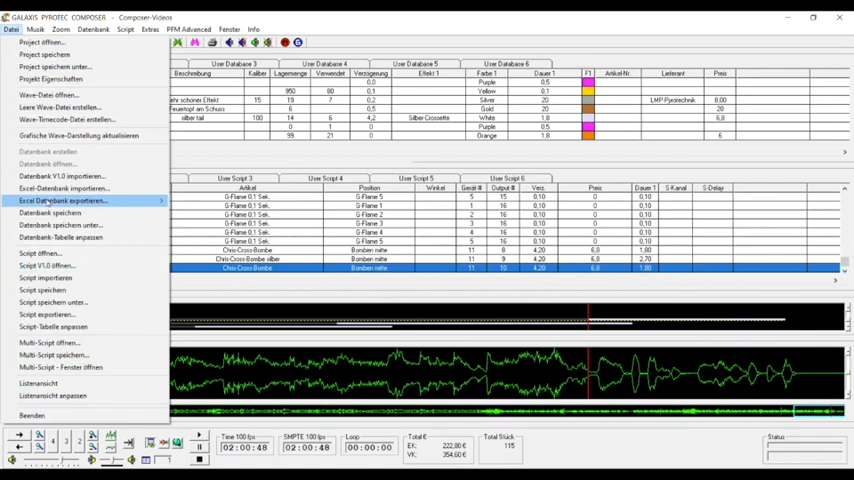 GALAXIS PYROTEC COMPOSER - Composer-Videos
Datei Musik Zoom Datenbank Script Extras PFM Advanced Fenster Info
Project öffnen...
Project speichern
Project speichern unter...
Projekt Eigenschaften
Wave-Datei öffnen...
Leere Wave-Datei erstellen...
Wave-Timecode-Datei erstellen...
Grafische Wave-Darstellung aktualisieren
Datenbank erstellen
Datenbank öffnen...
Datenbank V1.0 importieren...
Excel-Datenbank importieren...
Excel Datenbank exportieren...
Datenbank speichern
Datenbank speichern unter...
Datenbank-Tabelle anpassen
Script öffnen...
Script V1.0 öffnen...
Script importieren
Script speichern
Script speichern unter...
Script exportieren...
Script-Tabelle anpassen
Multi-Script öffnen...
Multi-Script speichern...
Multi-Script - Fenster öffnen
Listenansicht
Listenansicht anpassen
Beenden
User Database 3 User Database 4 User Database 5 User Database 6
Beschreibung Kaliber Lagemenge Verwendet Verzögerung Effekt 1 Farbe 1 Dauer 1 F1 Artikel-Nr. Lieferant Preis
0,0 Purple 0,1
950 80 0,1 Yellow 0,1
ehr schöner Effekt 15 19 7 0,2 Silver 20 LMP-Pyrotechnik 8,00
Feuertopf am Schuss 6 0,5 Gold 20 20
silber tail 100 14 6 4,2 Silber-Crossette White 1,8 6,8
0 1 Purple 0,1
99 21 Orange 1,8 6
User Script 3 User Script 4 User Script 5 User Script 6
Artikel Position Winkel Gerät-# Output # Verz. Preis Dauer 1 S-Kanal S-Delay
G-Flame 0,1 Sek. G-Flame 5 5 15 0,10 0,10
G-Flame 0,1 Sek. G-Flame 1 1 16 0,10 0,10
G-Flame 0,1 Sek. G-Flame 2 2 16 0,10 0,10
G-Flame 0,1 Sek. G-Flame 3 3 16 0,10 0,10
G-Flame 0,1 Sek. G-Flame 4 4 16 0,10 0,10
G-Flame 0,1 Sek. G-Flame 5 5 16 0,10 0,10
Chris-Cross-Bombe Bomben mitte 11 8 4,20 6,8 1,80
Chris-Cross-Bombe silber Bomben mitte 11 9 4,20 2,70
Chris-Cross-Bombe Bomben mitte 11 10 4,20 6,8 1,80
4 3 2
Time 100 fps
02:00:48
SMPTE 100 fps
02:00:48
Loop
00:00:00
Total €
EK: 222,80 €
VK: 354,60 €
Total Stück
115
Status
1